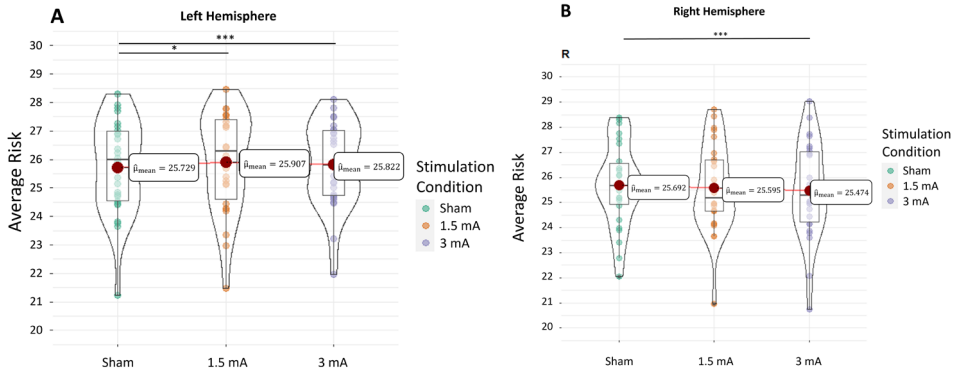 A
Left Hemisphere
***
*
Average Risk
30
29
28
27
26
25
24
23
22
21
20
μ̂mean = 25.729
μ̂mean = 25.907
μ̂mean = 25.822
Sham
1.5 mA
3 mA
Stimulation
Condition
Sham
1.5 mA
3 mA
B
Right Hemisphere
***
R
Average Risk
30
29
28
27
26
25
24
22
21
20
μ̂mean = 25.692
μ̂mean = 25.595
μ̂mean = 25.474
Sham
1.5 mA
3 mA
Stimulation
Condition
Sham
1.5 mA
3 mA